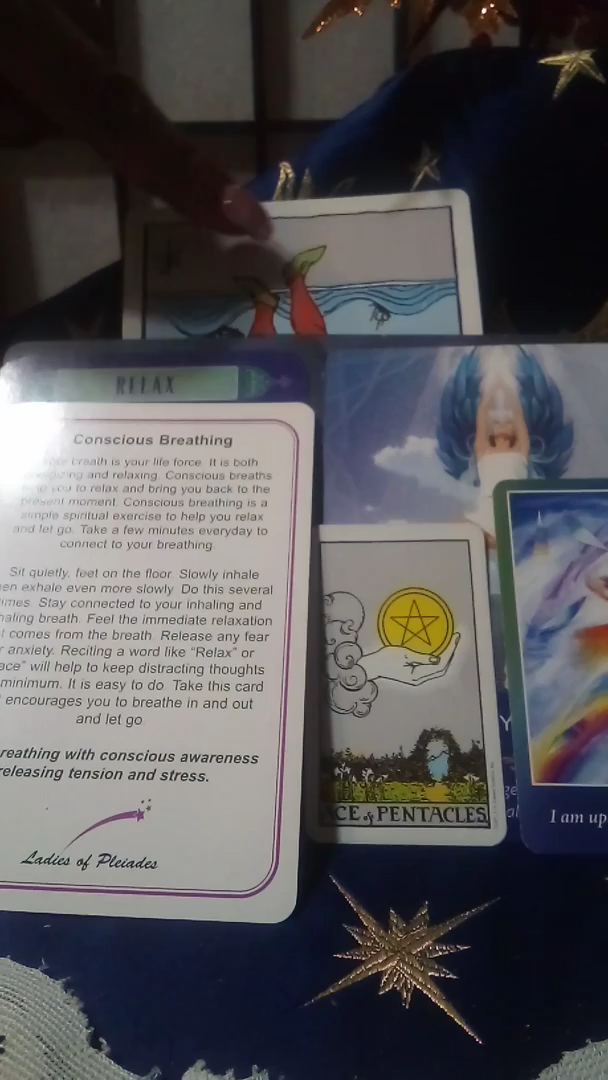 RELAX
Conscious Breathing
breath is your life force. It is both
and relaxing. Conscious breaths
you to relax and bring you back to the
present moment. Conscious breathing is a
simple spiritual exercise to help you relax
and let go. Take a few minutes everyday to
connect to your breathing.
Sit quietly, feet on the floor. Slowly inhale
exhale even more slowly. Do this several
Stay connected to your inhaling and
breath. Feel the immediate relaxation
comes from the breath. Release any fear
anxiety. Reciting a word like “Relax” or
will help to keep distracting thoughts
minimum. It is easy to do. Take this card
encourages you to breathe in and out
and let go
with conscious awareness
releasing tension and stress.
Ladies of Pleiades
ACE of PENTACLES
I am up